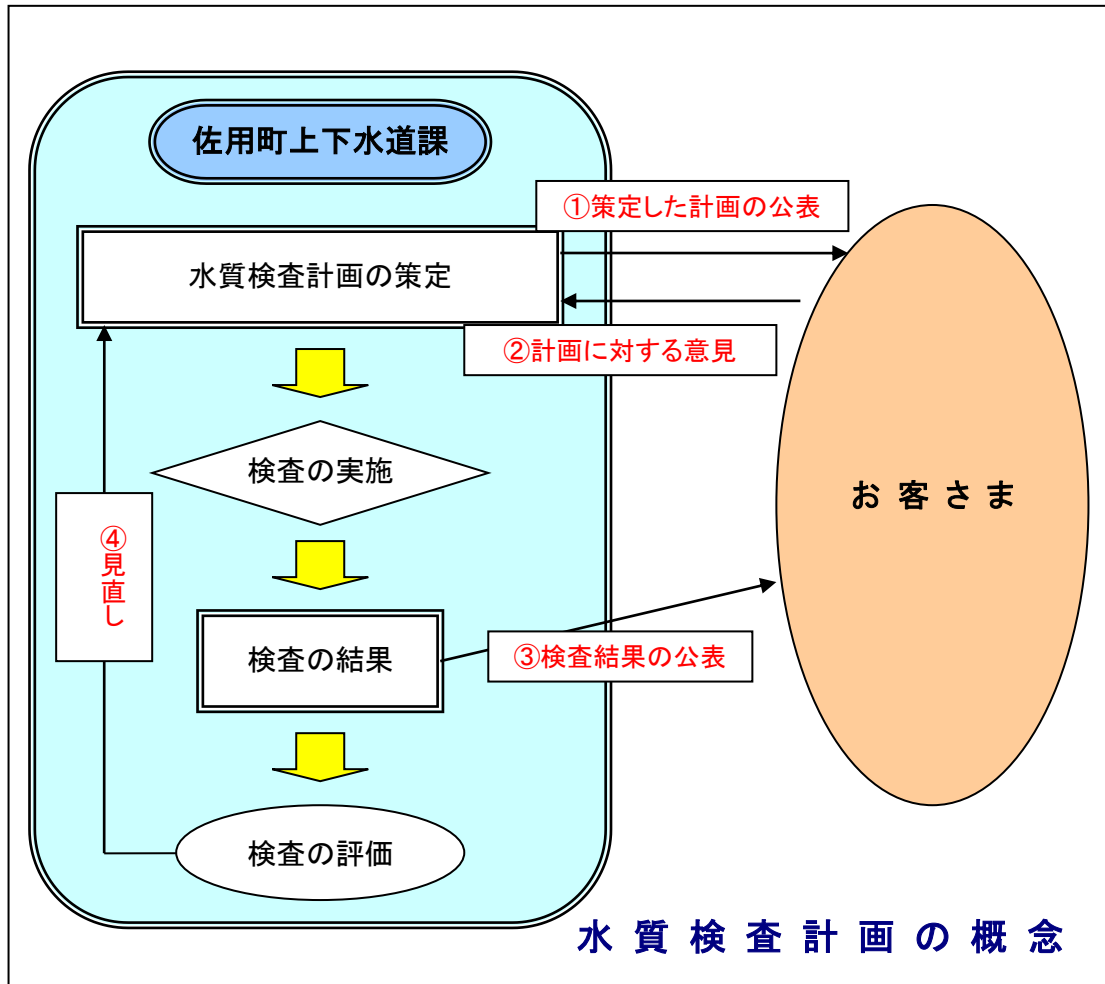 佐用町上下水道課
①策定した計画の公表
水質検査計画の策定
②計画に対する意見
検査の実施
お客さま
④見直し
検査の結果
③検査結果の公表
検査の評価
水質検査計画の概念